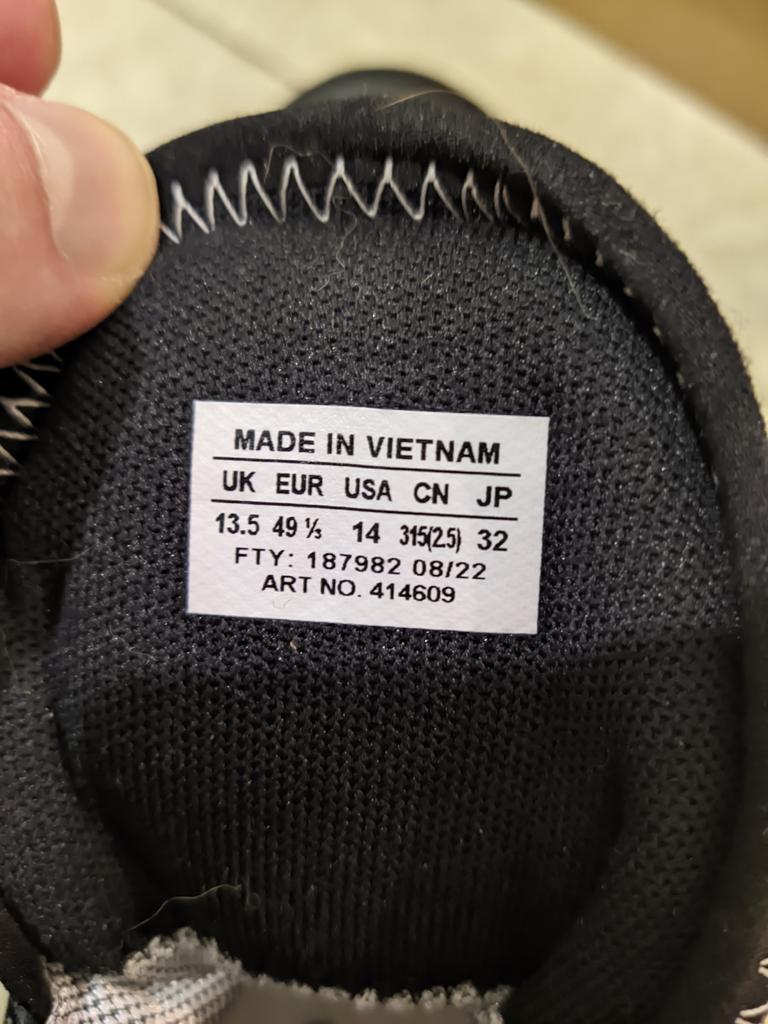 MADE IN VIETNAM
UK EUR USA CN JP
13.5 49 ⅓ 14 315(2.5) 32
FTY: 187982 08/22
ART NO. 414609